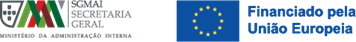 SGMAI
SECRETARIA
GERAL
MINISTÉRIO DA ADMINISTRAÇÃO INTERNA
Financiado pela
União Europeia